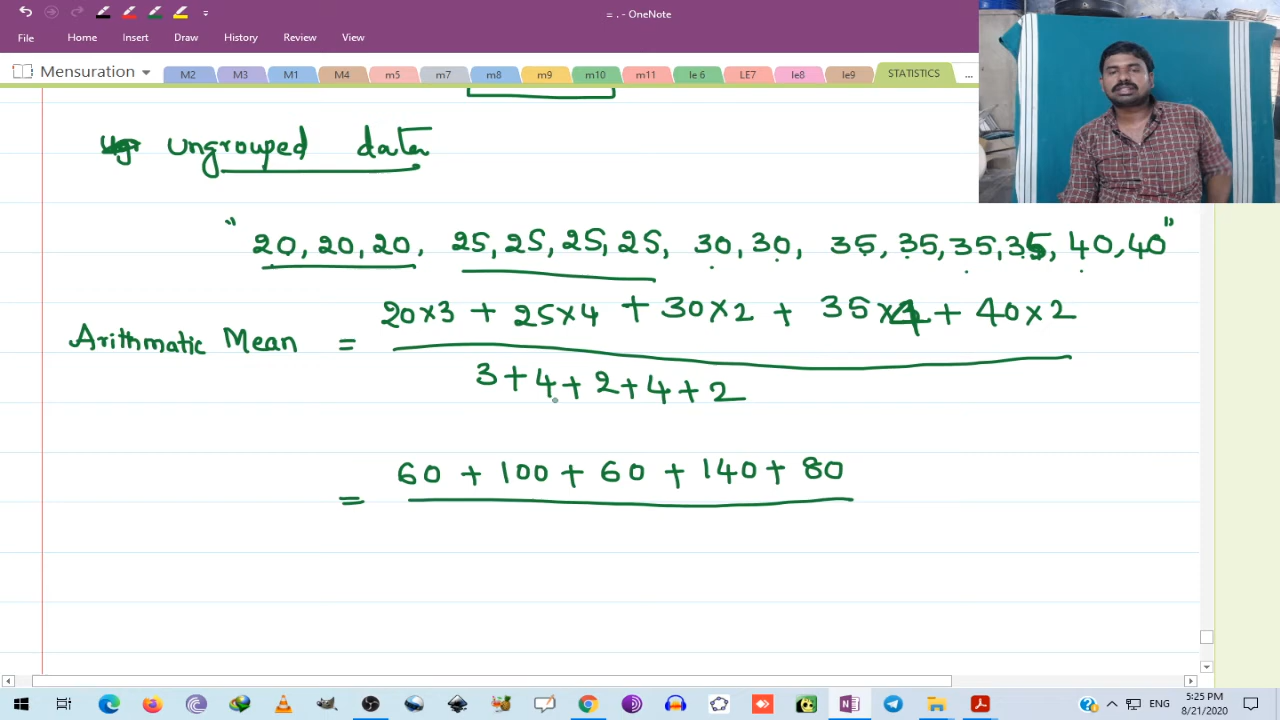 = . - OneNote
File Home Insert Draw History Review View
Mensuration M2 M3 M1 M4 m5 m7 m8 m9 m10 m11 le 6 LE7 le8 le9 STATISTICS ...
ungrouped data
" 20, 20, 20, 25, 25, 25, 25, 30, 30, 35, 35, 35, 35, 40, 40 "
20×3 + 25×4 + 30×2 + 35×4 + 40×2
Arithmatic Mean =
3+4+2+4+2
60 + 100 + 60 + 140 + 80
=
5:25 PM
ENG
8/21/2020